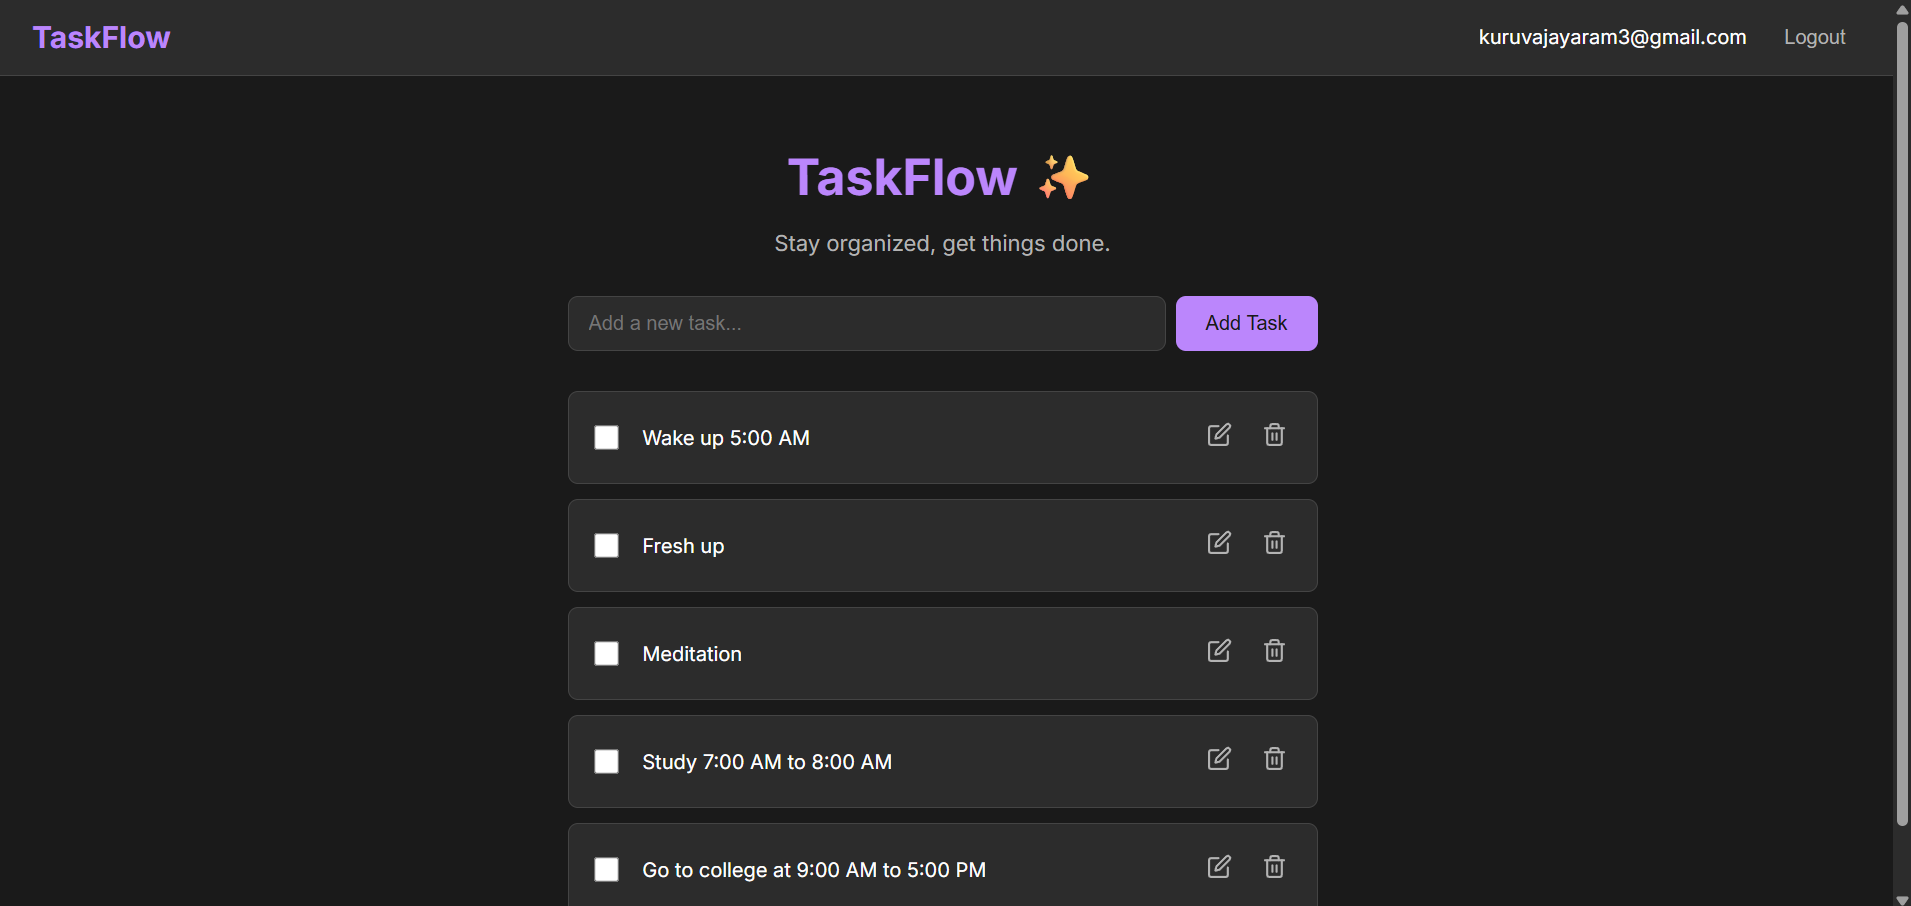 TaskFlow
kuruvajayaram3@gmail.com
Logout
TaskFlow ✨
Stay organized, get things done.
Add a new task...
Add Task
Wake up 5:00 AM
Fresh up
Meditation
Study 7:00 AM to 8:00 AM
Go to college at 9:00 AM to 5:00 PM